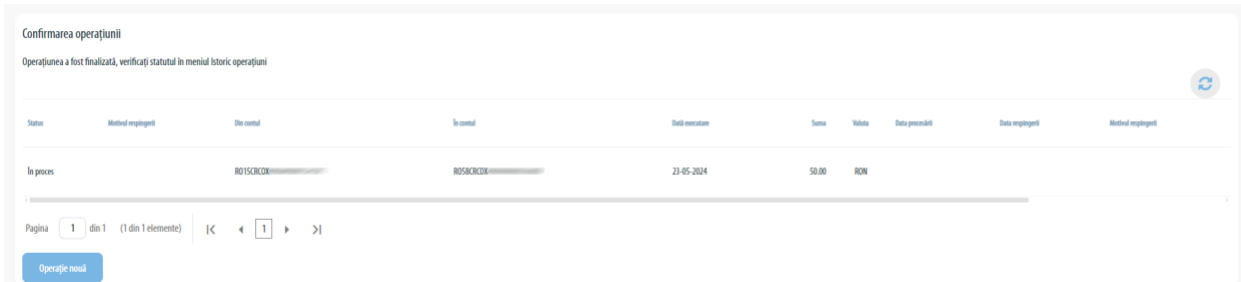 Confirmarea operațiunii
Operațiunea a fost finalizată, verificați statutul în meniul Istoric operațiuni
Status Motivul respingerii Din contul În contul Dată executare Suma Valuta Data procesării Data respingerii Motivul respingerii
În proces RO15CRCOX RO58CRCOX 23-05-2024 50.00 RON
Pagina 1 din 1 (1 din 1 elemente) 1
Operație nouă